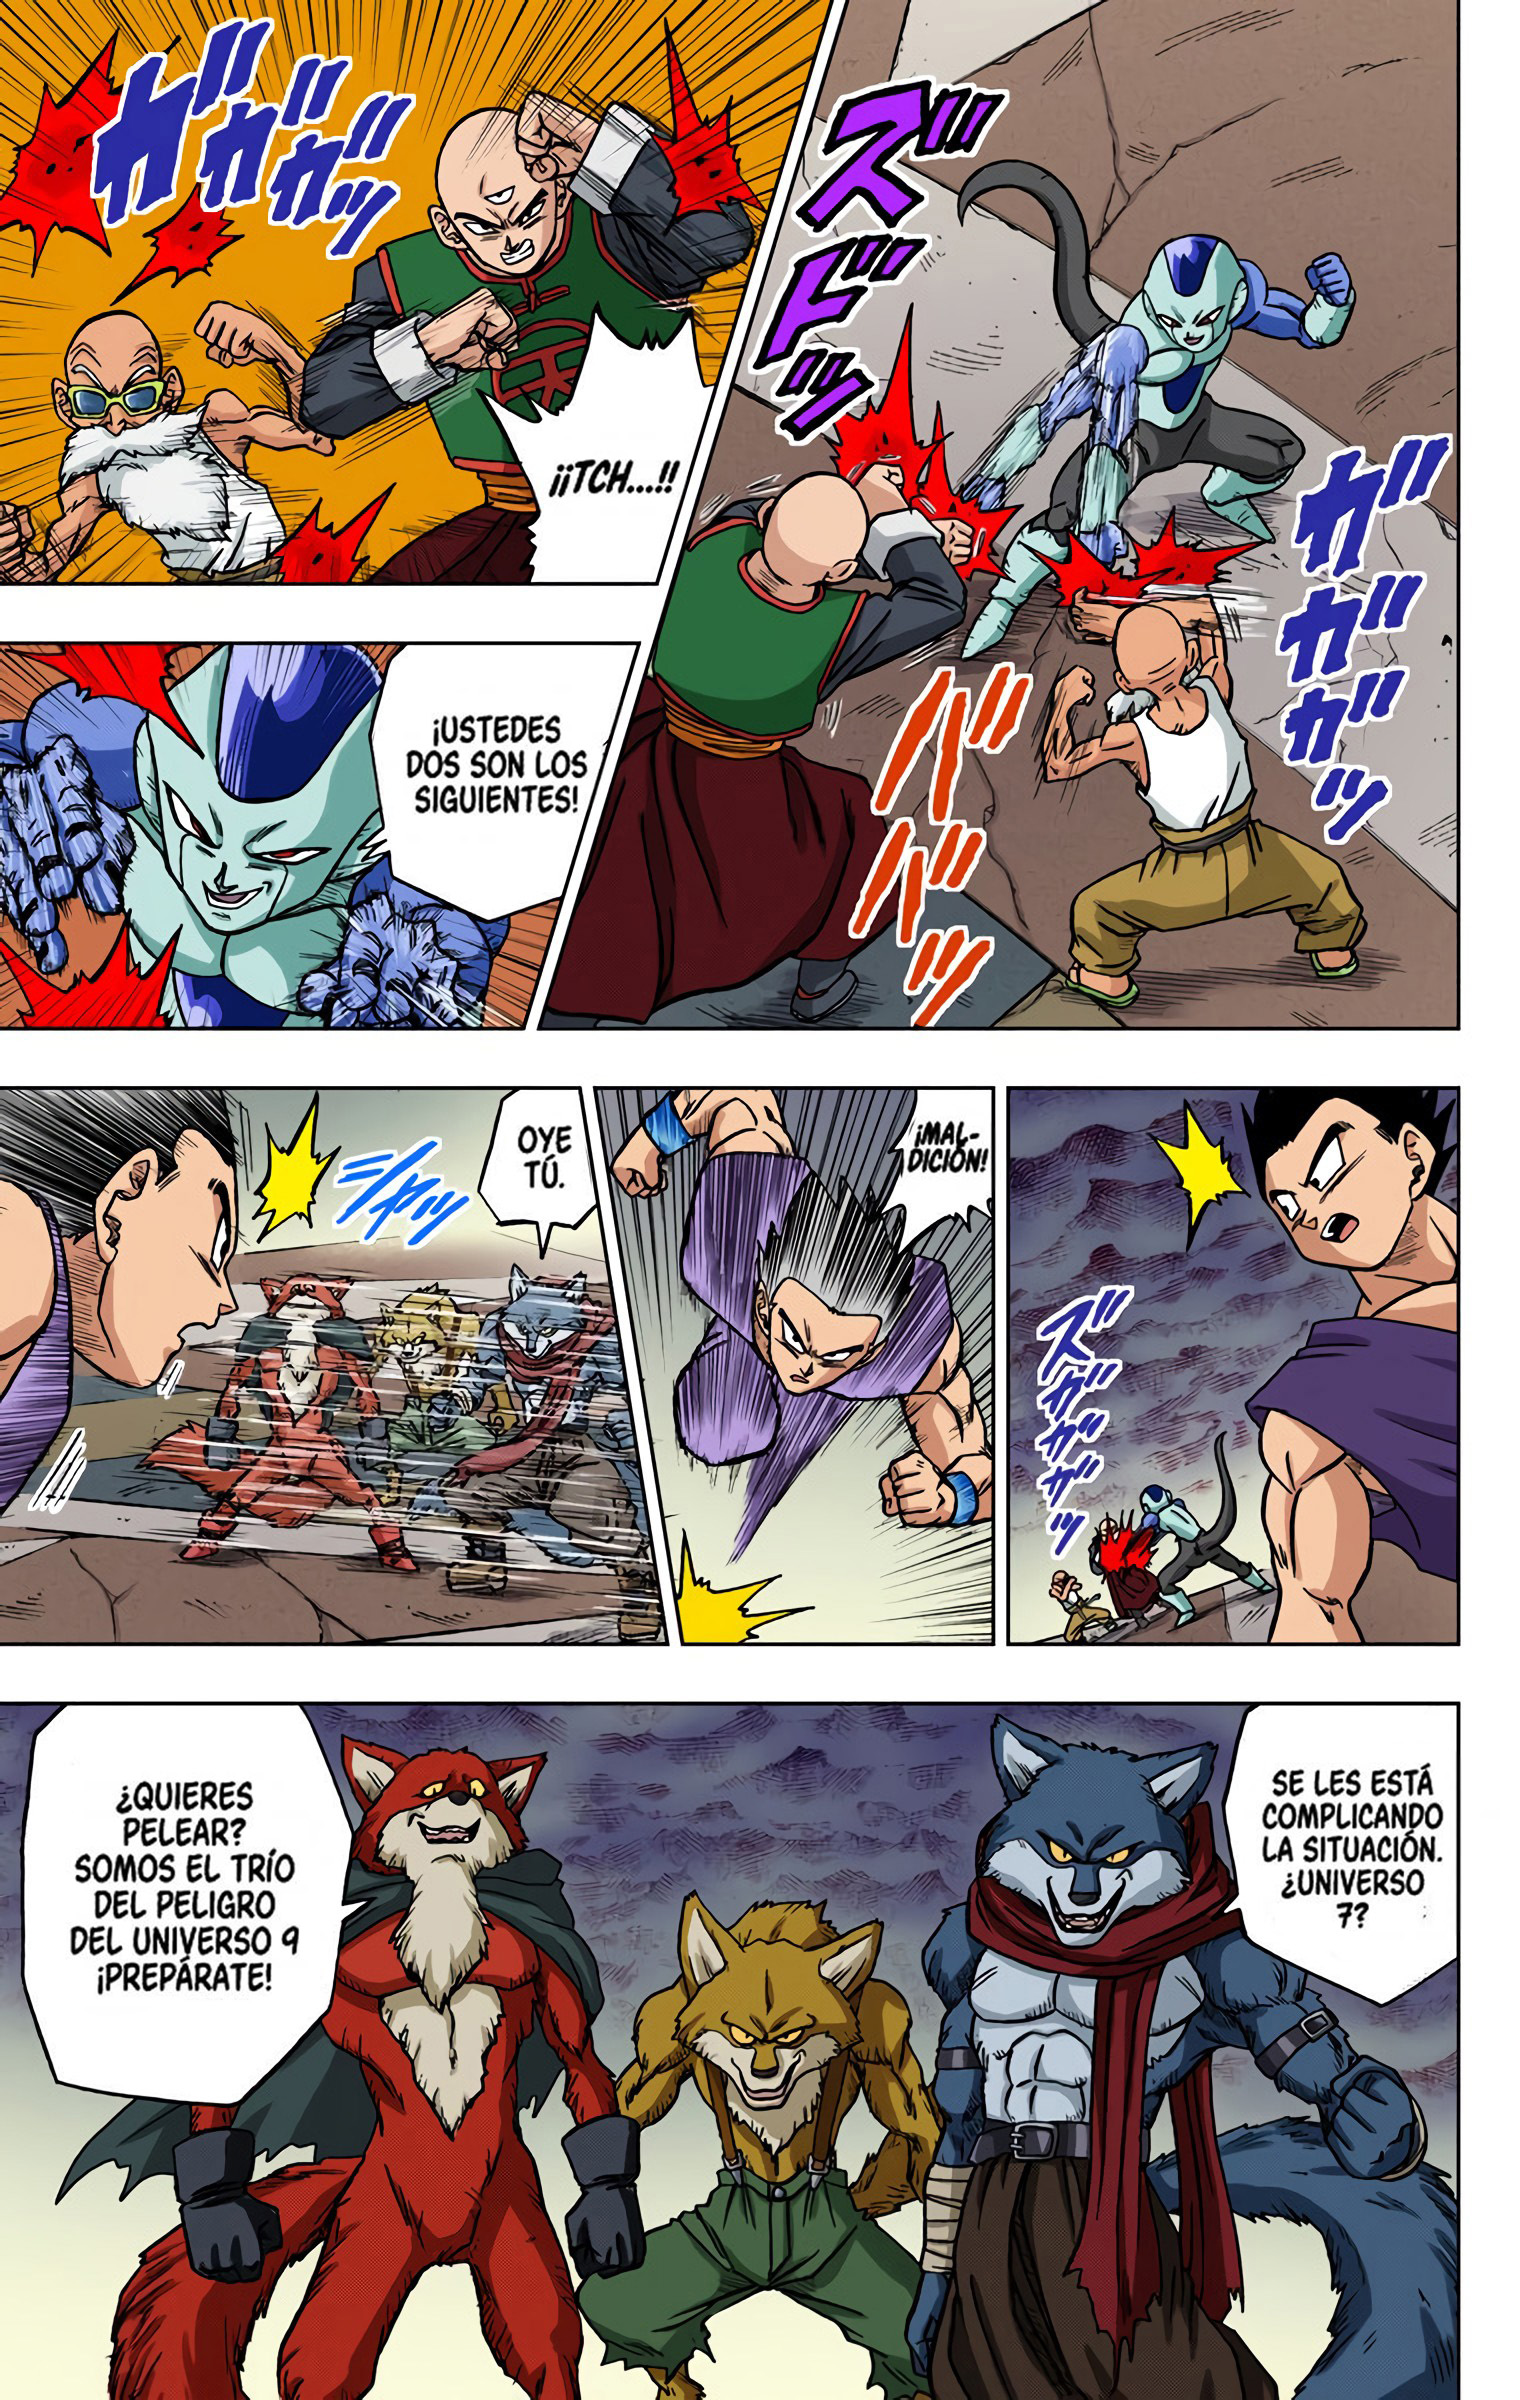 ズドッ
ガガガッ
ババッ
ガガガッ
¡¡TCH...!!
¡USTEDES
DOS SON LOS
SIGUIENTES!
ズガガガッ
¡MAL-
DICIÓN!
OYE
TÚ.
シャッ
SE LES ESTÁ
COMPLICANDO
LA SITUACIÓN.
¿UNIVERSO
7?
¿QUIERES
PELEAR?
SOMOS EL TRÍO
DEL PELIGRO
DEL UNIVERSO 9
¡PREPÁRATE!